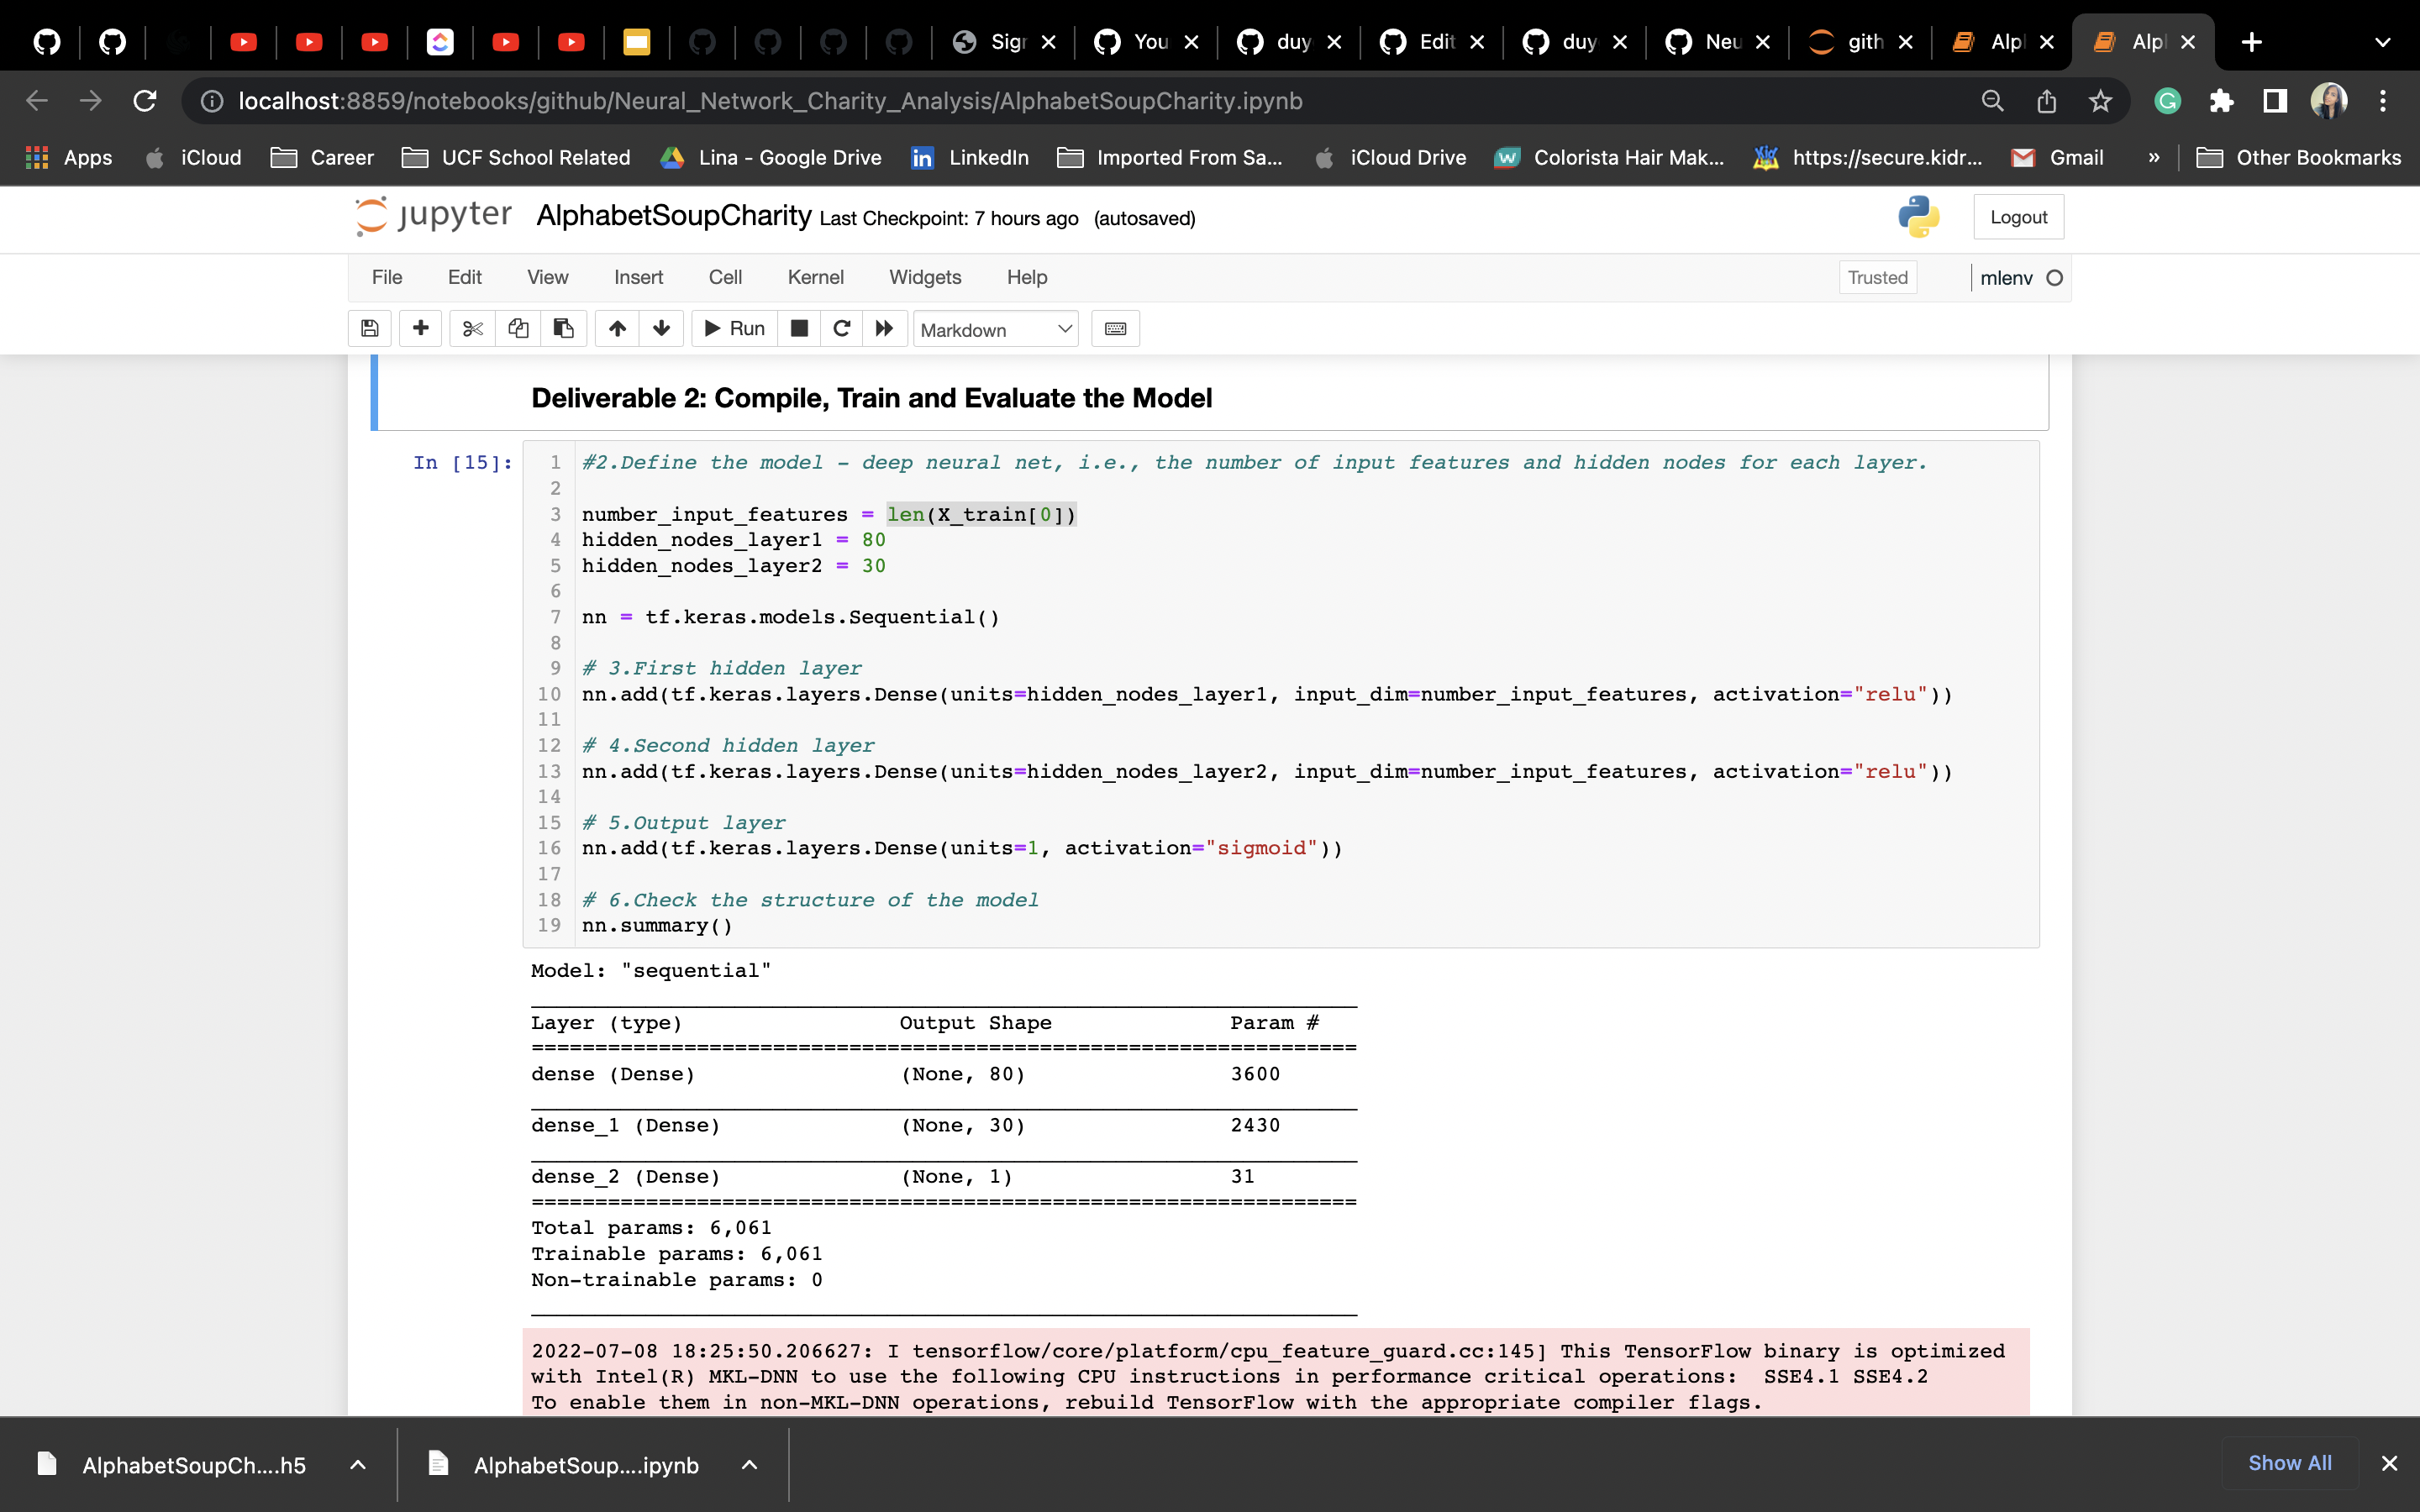 Sign
You
duy
Edit
duy
Neu
gith
Alp
Alp
localhost:8859/notebooks/github/Neural_Network_Charity_Analysis/AlphabetSoupCharity.ipynb
Apps
iCloud
Career
UCF School Related
Lina - Google Drive
LinkedIn
Imported From Sa...
iCloud Drive
Colorista Hair Mak...
https://secure.kidr...
Gmail
»
Other Bookmarks
jupyter
AlphabetSoupCharity Last Checkpoint: 7 hours ago (autosaved)
Logout
File Edit View Insert Cell Kernel Widgets Help
Trusted
mlenv
Run
Markdown
Deliverable 2: Compile, Train and Evaluate the Model
In [15]:
1 #2.Define the model - deep neural net, i.e., the number of input features and hidden nodes for each layer.
2
3 number_input_features = len(X_train[0])
4 hidden_nodes_layer1 = 80
5 hidden_nodes_layer2 = 30
6
7 nn = tf.keras.models.Sequential()
8
9 # 3.First hidden layer
10 nn.add(tf.keras.layers.Dense(units=hidden_nodes_layer1, input_dim=number_input_features, activation="relu"))
11
12 # 4.Second hidden layer
13 nn.add(tf.keras.layers.Dense(units=hidden_nodes_layer2, input_dim=number_input_features, activation="relu"))
14
15 # 5.Output layer
16 nn.add(tf.keras.layers.Dense(units=1, activation="sigmoid"))
17
18 # 6.Check the structure of the model
19 nn.summary()
Model: "sequential"
Layer (type) Output Shape Param #
dense (Dense) (None, 80) 3600
dense_1 (Dense) (None, 30) 2430
dense_2 (Dense) (None, 1) 31
Total params: 6,061
Trainable params: 6,061
Non-trainable params: 0
2022-07-08 18:25:50.206627: I tensorflow/core/platform/cpu_feature_guard.cc:145] This TensorFlow binary is optimized
with Intel(R) MKL-DNN to use the following CPU instructions in performance critical operations: SSE4.1 SSE4.2
To enable them in non-MKL-DNN operations, rebuild TensorFlow with the appropriate compiler flags.
AlphabetSoupCh....h5
AlphabetSoup....ipynb
Show All